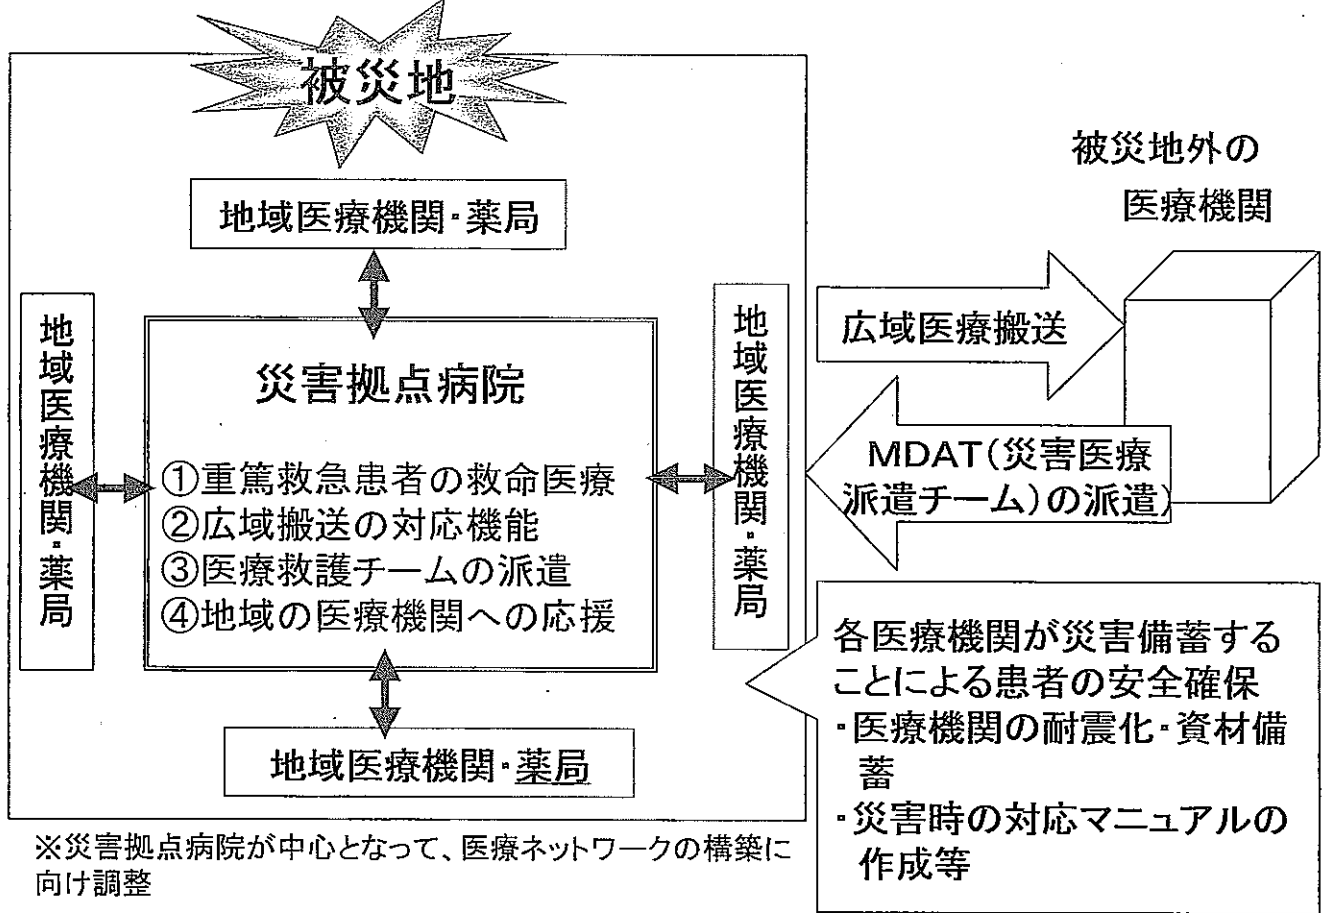 被災地
被災地外の
医療機関
地域医療機関・薬局
地域医療機関・薬局
災害拠点病院
①重篤救急患者の救命医療
②広域搬送の対応機能
③医療救護チームの派遣
④地域の医療機関への応援
地域医療機関・薬局
広域医療搬送
MDAT(災害医療
派遣チーム)の派遣)
地域医療機関・薬局
各医療機関が災害備蓄する
ことによる患者の安全確保
・医療機関の耐震化・資材備
蓄
・災害時の対応マニュアルの
作成等
※災害拠点病院が中心となって、医療ネットワークの構築に
向け調整